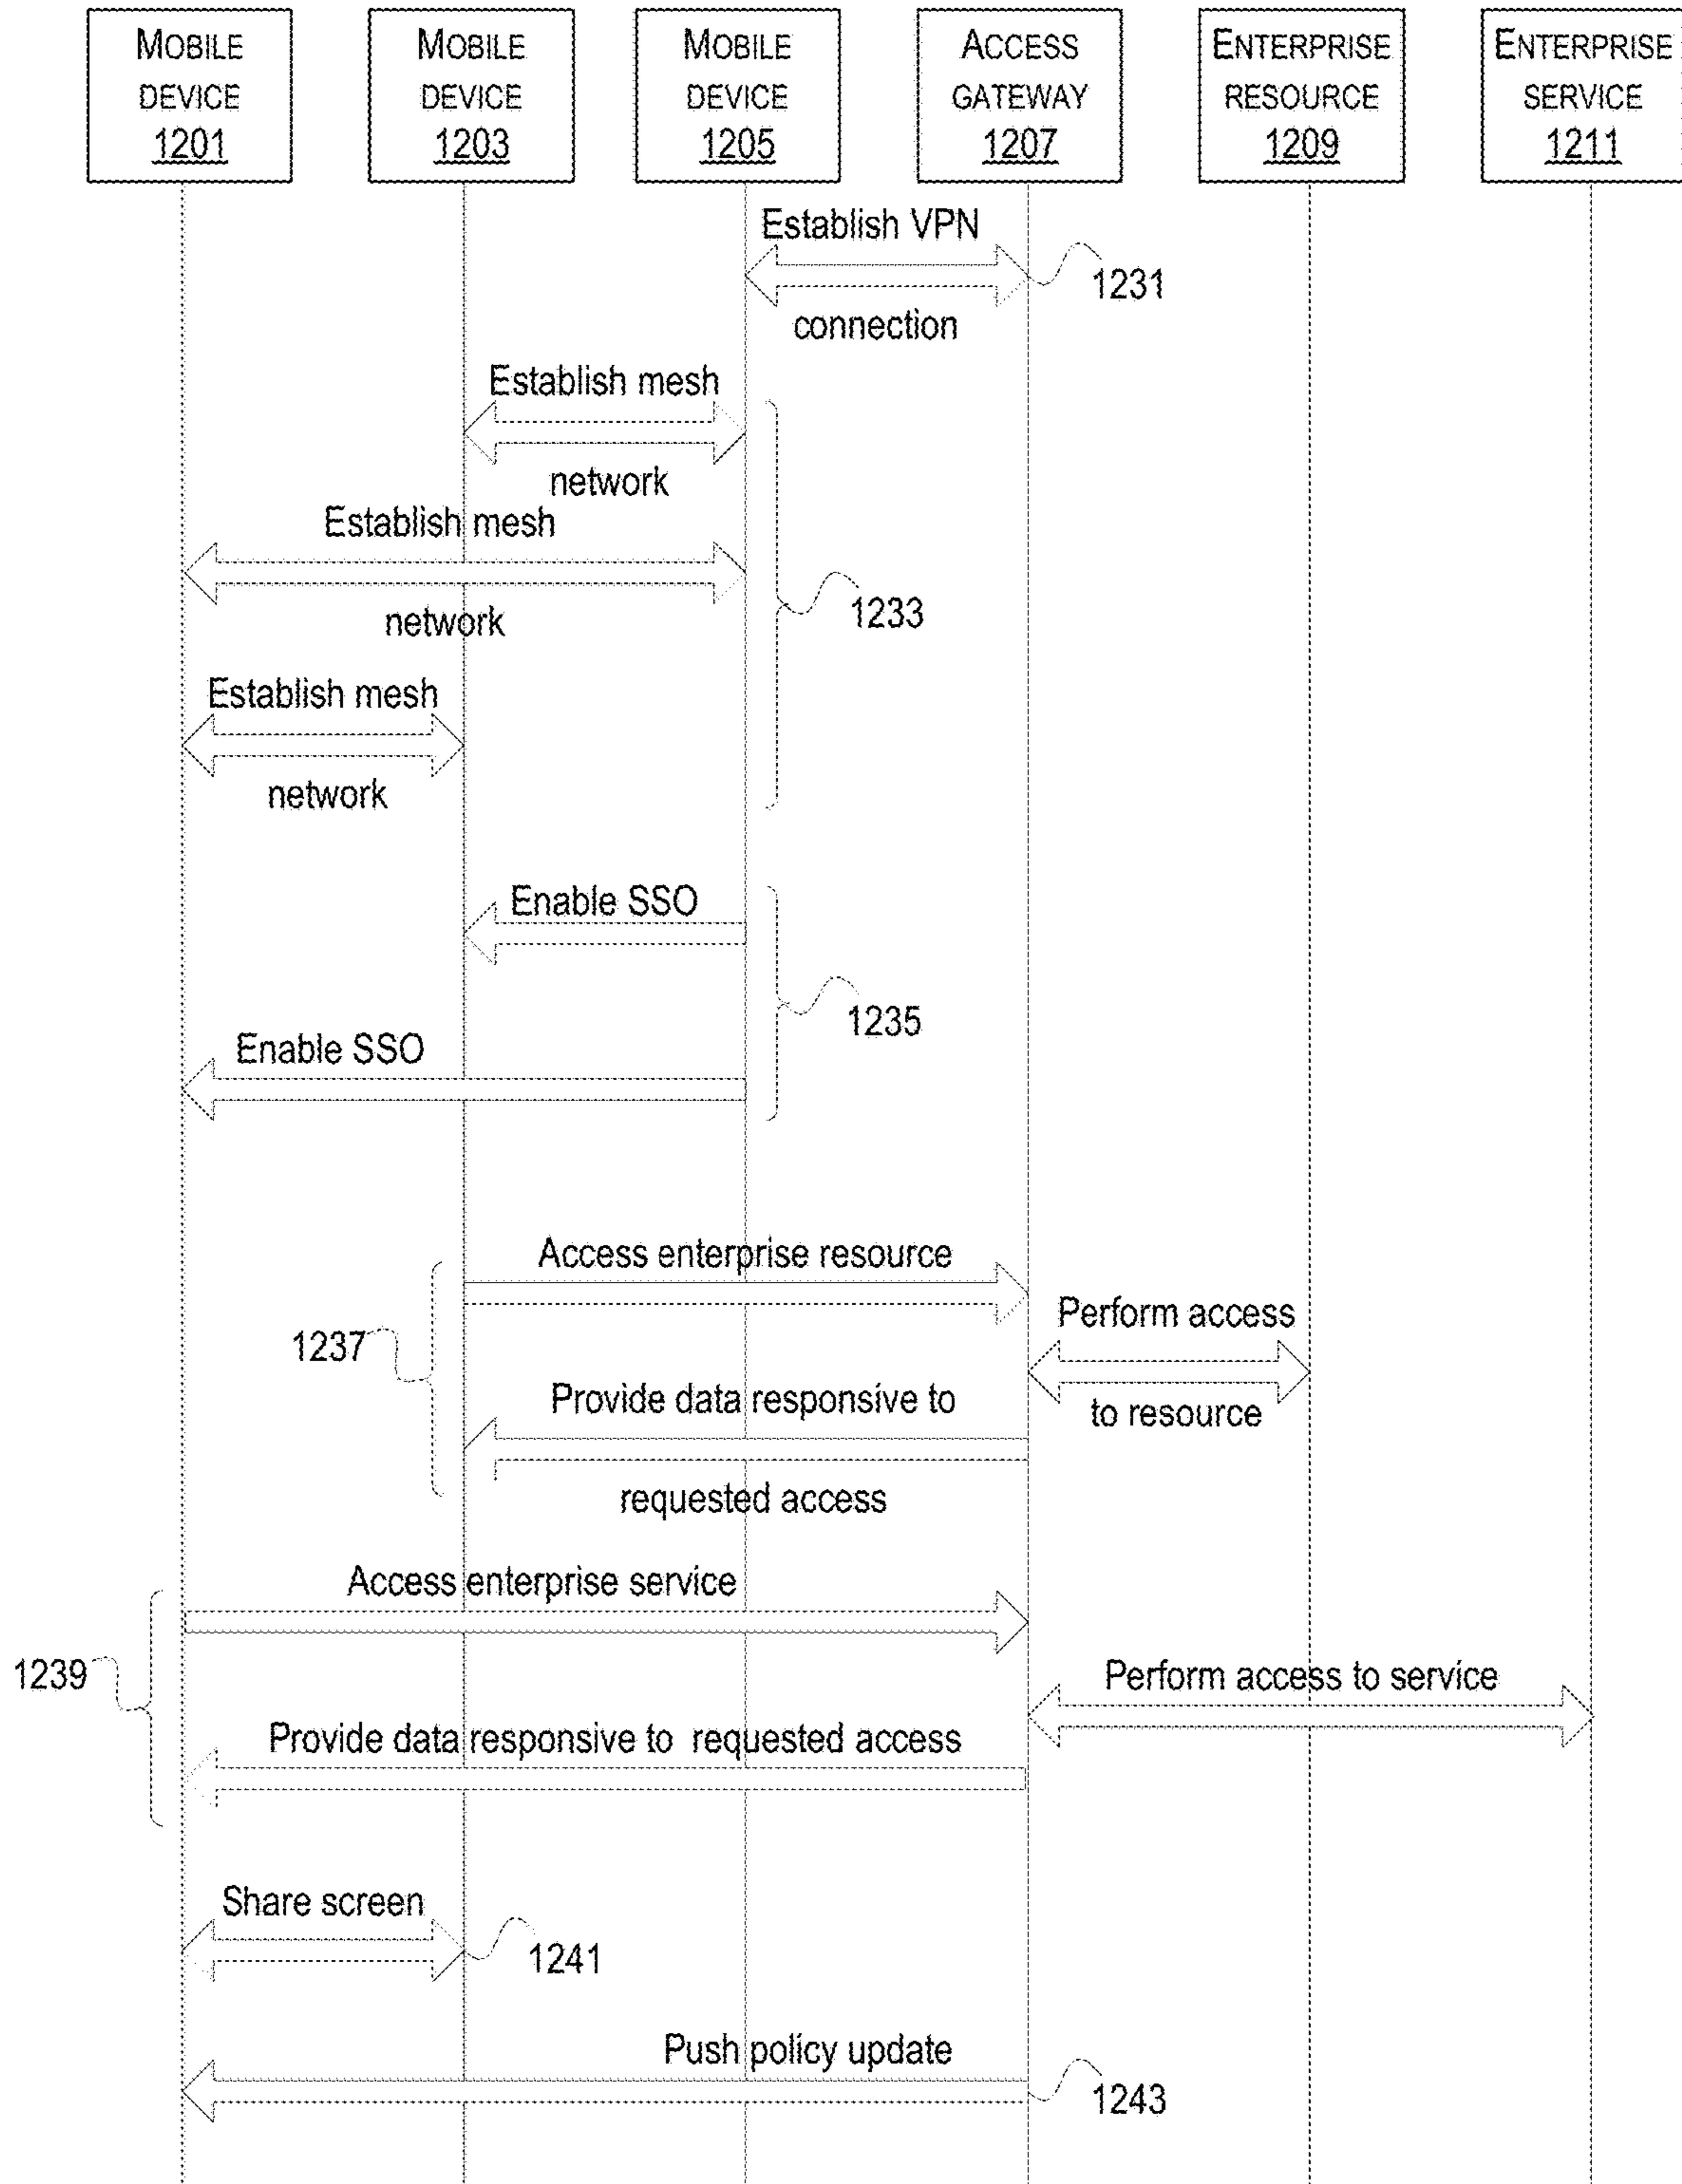 MOBILE
DEVICE
1201
MOBILE
DEVICE
1203
MOBILE
DEVICE
1205
ACCESS
GATEWAY
1207
ENTERPRISE
RESOURCE
1209
ENTERPRISE
SERVICE
1211
Establish VPN
1231
connection
Establish mesh
network
Establish mesh
1233
network
Establish mesh
network
Enable SSO
1235
Enable SSO
Access enterprise resource
Perform access
1237
Provide data responsive to
to resource
requested access
Access enterprise service
1239
Perform access to service
Provide data responsive to requested access
Share screen
1241
Push policy update
1243